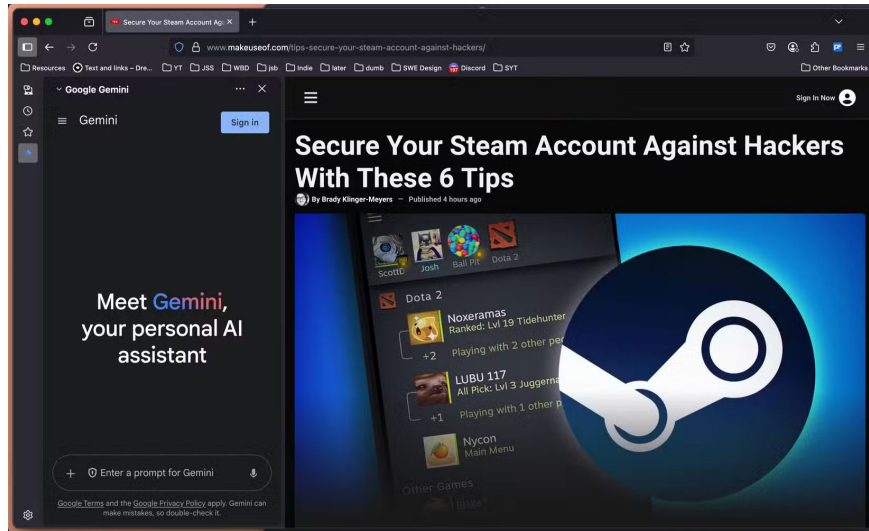 Secure Your Steam Account Aga
www.makeuseof.com/tips-secure-your-steam-account-against-hackers/
Resources
Text and links – Dre...
YT
JSS
WBD
jsb
Indie
later
dumb
SWE Design
107
Discord
SYT
Other Bookmarks
Google Gemini
Gemini
Sign in
Meet Gemini,
your personal AI
assistant
Enter a prompt for Gemini
Google Terms and the Google Privacy Policy apply. Gemini can
make mistakes, so double-check it.
Sign In Now
Secure Your Steam Account Against Hackers
With These 6 Tips
By Brady Klinger-Meyers — Published 4 hours ago
ScottD
Josh
Ball Pit
Dota 2
Dota 2
Noxeramas
Ranked: Lvl 19 Tidehunter
+2 Playing with 2 other
LUBU 117
All Pick: Lvl 3
+1 Playing with 1 other
Nycon
Main Menu
Other Games